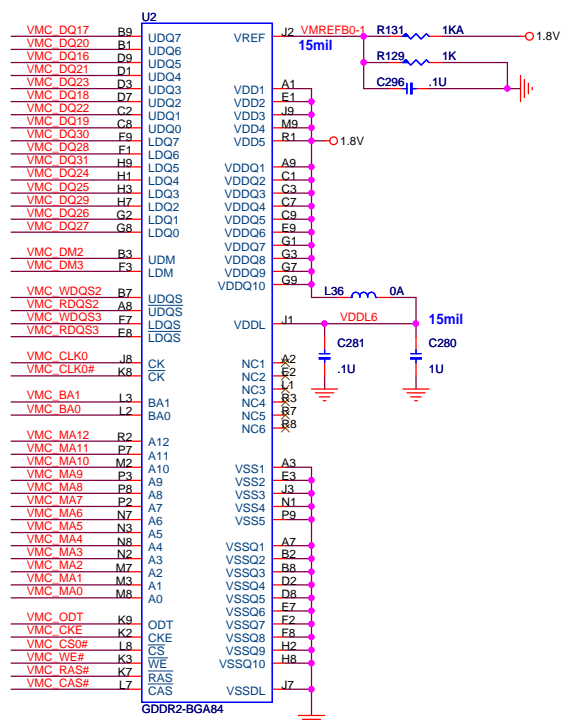 U2
VMC_DQ17 B9 UDQ7 VREF J2 VMREFB0-1 R131 1KA 1.8V
15mil
VMC_DQ20 B1 UDQ6
VMC_DQ16 D9 UDQ5 R129 1K
VMC_DQ21 D1 UDQ4
VMC_DQ23 D3 UDQ3 VDD1 A1 C296 .1U
VMC_DQ18 D7 UDQ2 VDD2 E1
VMC_DQ22 C2 UDQ1 VDD3 J9
VMC_DQ19 C8 UDQ0 VDD4 M9
VMC_DQ30 F9 LDQ7 VDD5 R1 1.8V
VMC_DQ28 F1 LDQ6
VMC_DQ31 H9 LDQ5 VDDQ1 A9
VMC_DQ24 H1 LDQ4 VDDQ2 C1
VMC_DQ25 H3 LDQ3 VDDQ3 C3
VMC_DQ29 H7 LDQ2 VDDQ4 C7
VMC_DQ26 G2 LDQ1 VDDQ5 C9
VMC_DQ27 G8 LDQ0 VDDQ6 E9
VDDQ7 G1
VMC_DM2 B3 UDM VDDQ8 G3
VMC_DM3 F3 LDM VDDQ9 G7
VDDQ10 G9
VMC_WDQS2 B7 UDQS L36 0A
VMC_RDQS2 A8 UDQS
VMC_WDQS3 F7 LDQS VDDL J1 VDDL6 15mil
VMC_RDQS3 E8 LDQS
C281 C280
VMC_CLK0 J8 CK NC1 A2 .1U 1U
VMC_CLK0# K8 CK NC2 E2
NC3 L1
VMC_BA1 L3 BA1 NC4 R3
VMC_BA0 L2 BA0 NC5 R7
NC6 R8
VMC_MA12 R2 A12
VMC_MA11 P7 A11
VMC_MA10 M2 A10 VSS1 A3
VMC_MA9 P3 A9 VSS2 E3
VMC_MA8 P8 A8 VSS3 J3
VMC_MA7 P2 A7 VSS4 N1
VMC_MA6 N7 A6 VSS5 P9
VMC_MA5 N3 A5
VMC_MA4 N8 A4 VSSQ1 A7
VMC_MA3 N2 A3 VSSQ2 B2
VMC_MA2 M7 A2 VSSQ3 B8
VMC_MA1 M3 A1 VSSQ4 D2
VMC_MA0 M8 A0 VSSQ5 D8
VSSQ6 E7
VMC_ODT K9 ODT VSSQ7 F2
VMC_CKE K2 CKE VSSQ8 F8
VMC_CS0# L8 CS VSSQ9 H2
VMC_WE# K3 WE VSSQ10 H8
VMC_RAS# K7 RAS
VMC_CAS# L7 CAS VSSDL J7
GDDR2-BGA84